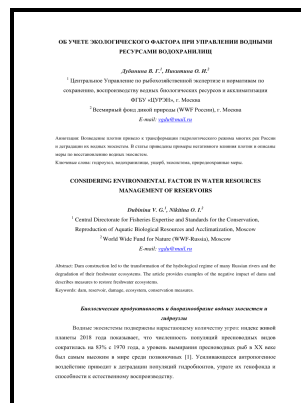 ОБ УЧЕТЕ ЭКОЛОГИЧЕСКОГО ФАКТОРА ПРИ УПРАВЛЕНИИ ВОДНЫМИ
РЕСУРСАМИ ВОДОХРАНИЛИЩ
Дубинина В. Г.¹, Никитина О. И.²
¹ Центральное Управление по рыбохозяйственной экспертизе и нормативам по
сохранению, воспроизводству водных биологических ресурсов и акклиматизации
ФГБУ «ЦУРЭН», г. Москва
² Всемирный фонд дикой природы (WWF России), г. Москва
E-mail: vgdu@mail.ru
Аннотация: Возведение плотин привело к трансформации гидрологического режима многих рек России
и деградации их водных экосистем. В статье приведены примеры негативного влияния плотин и описаны
меры по восстановлению водных экосистем.
Ключевые слова: гидроузел, водохранилище, ущерб, экосистема, природоохранные меры.
CONSIDERING ENVIRONMENTAL FACTOR IN WATER RESOURCES
MANAGEMENT OF RESERVOIRS
Dubinina V. G.¹, Nikitina O. I.²
¹ Central Directorate for Fisheries Expertise and Standards for the Conservation,
Reproduction of Aquatic Biological Resources and Acclimatization, Moscow
² World Wide Fund for Nature (WWF-Russia), Moscow
E-mail: vgdu@mail.ru
Abstract: Dam construction led to the transformation of the hydrological regime of many Russian rivers and the
degradation of their freshwater ecosystems. The article provides examples of the negative impact of dams and
describes measures to restore freshwater ecosystems.
Keywords: dam, reservoir, damage, ecosystem, conservation measures.
Биологическая продуктивность и биоразнообразие водных экосистем и
гидроузлы
Водные экосистемы подвержены нарастающему количеству угроз: индекс живой
планеты 2018 года показывает, что численность популяций пресноводных видов
сократилась на 83% с 1970 года, а уровень вымирания пресноводных рыб в XX веке
был самым высоким в мире среди позвоночных [1]. Усиливающееся антропогенное
воздействие приводит к деградации популяций гидробионтов, утрате их генофонда и
способности к естественному воспроизводству.